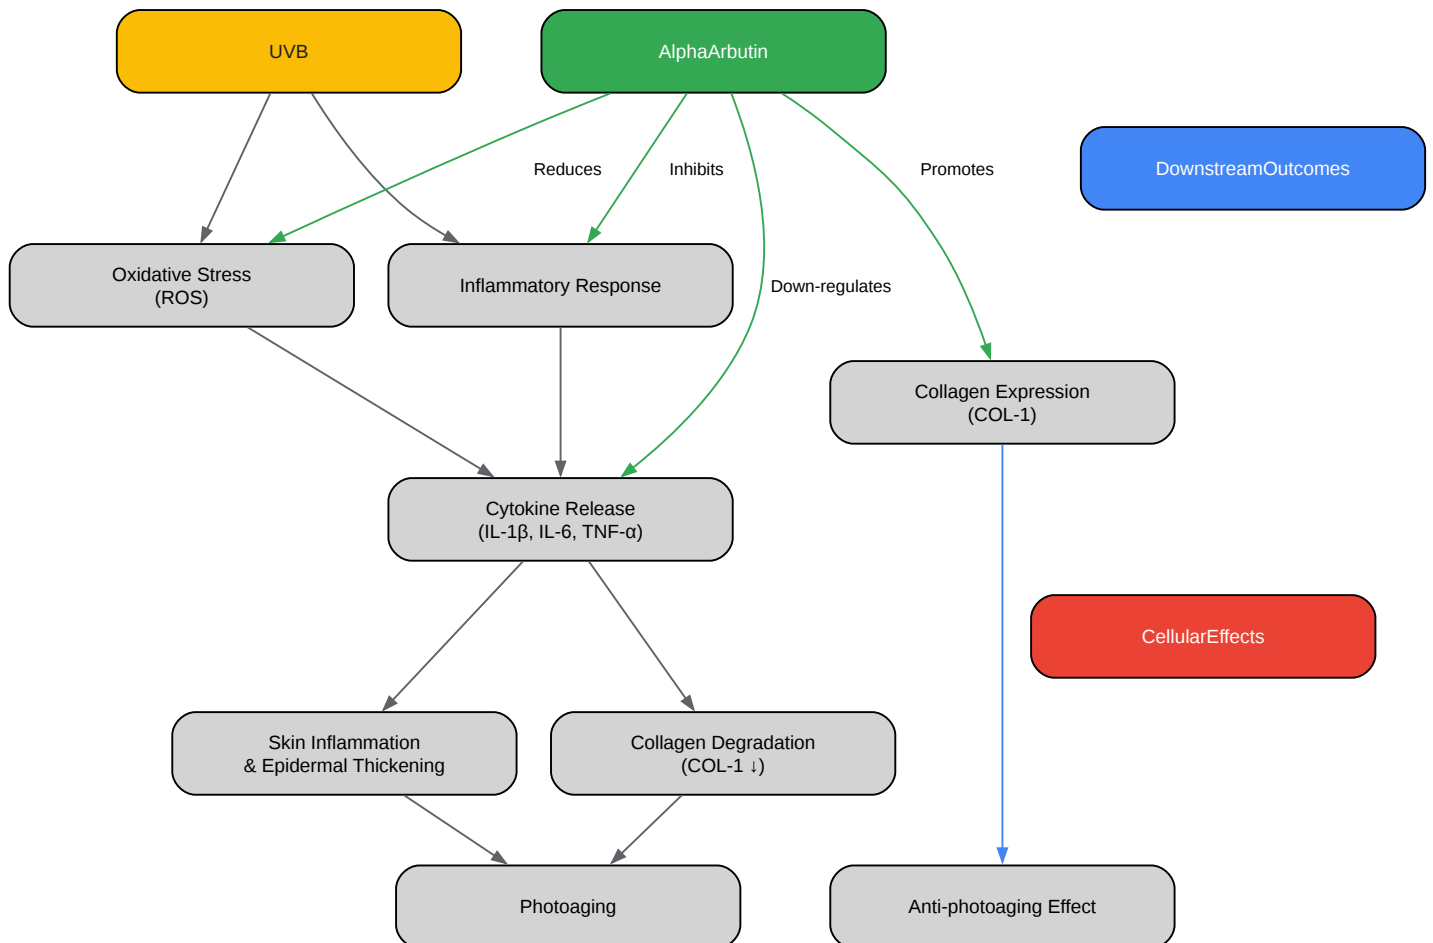 UVB
AlphaArbutin
Reduces
Inhibits
Promotes
DownstreamOutcomes
Oxidative Stress
(ROS)
Inflammatory Response
Down-regulates
Collagen Expression
(COL-1)
Cytokine Release
(IL-1β, IL-6, TNF-α)
CellularEffects
Skin Inflammation
& Epidermal Thickening
Collagen Degradation
(COL-1 ↓)
Photoaging
Anti-photoaging Effect